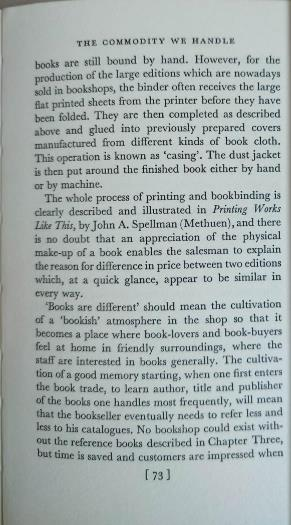 THE COMMODITY WE HANDLE
books are still bound by hand. However, for the
production of the large editions which are nowadays
sold in bookshops, the binder often receives the large
flat printed sheets from the printer before they have
been folded. They are then completed as described
above and glued into previously prepared covers
manufactured from different kinds of book cloth.
This operation is known as 'casing'. The dust jacket
is then put around the finished book either by hand
or by machine.
The whole process of printing and bookbinding is
clearly described and illustrated in Printing Works
Like This, by John A. Spellman (Methuen), and there
is no doubt that an appreciation of the physical
make-up of a book enables the salesman to explain
the reason for difference in price between two editions
which, at a quick glance, appear to be similar in
every way.
'Books are different' should mean the cultivation
of a 'bookish' atmosphere in the shop so that it
becomes a place where book-lovers and book-buyers
feel at home in friendly surroundings, where the
staff are interested in books generally. The cultiva-
tion of a good memory starting, when one first enters
the book trade, to learn author, title and publisher
of the books one handles most frequently, will mean
that the bookseller eventually needs to refer less and
less to his catalogues. No bookshop could exist with-
out the reference books described in Chapter Three,
but time is saved and customers are impressed when
[ 73 ]